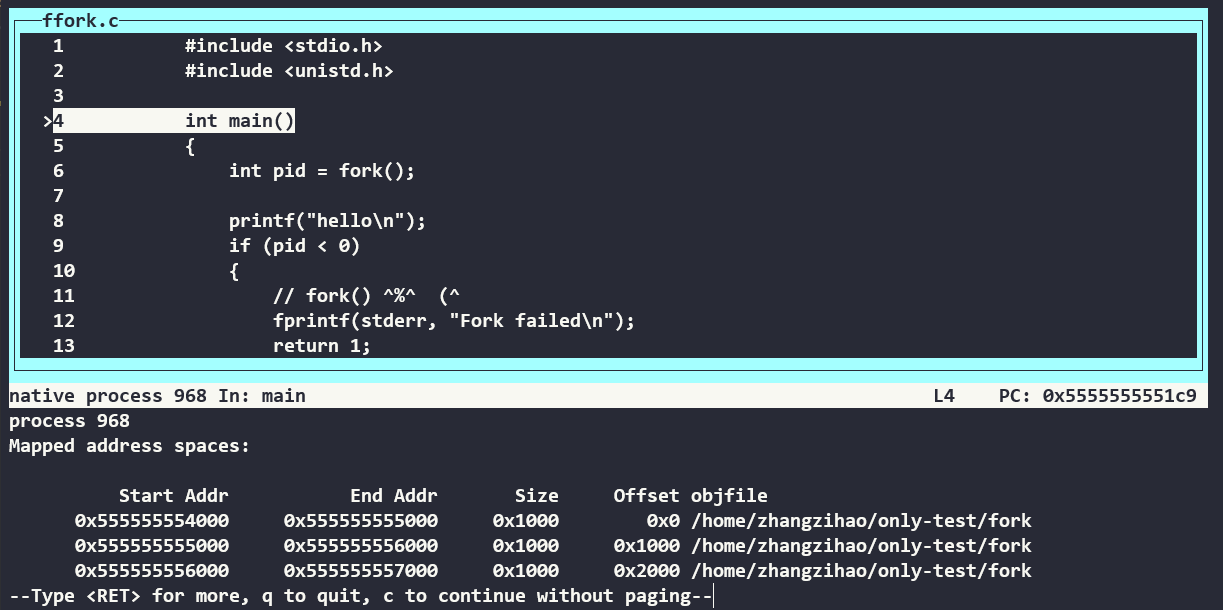 ffork.c
1 #include <stdio.h>
2 #include <unistd.h>
3
>4 int main()
5 {
6 int pid = fork();
7
8 printf("hello\n");
9 if (pid < 0)
10 {
11 // fork() ^%^  (^
12 fprintf(stderr, "Fork failed\n");
13 return 1;
native process 968 In: main L4 PC: 0x5555555551c9
process 968
Mapped address spaces:
Start Addr End Addr Size Offset objfile
0x555555554000 0x555555555000 0x1000 0x0 /home/zhangzihao/only-test/fork
0x555555555000 0x555555556000 0x1000 0x1000 /home/zhangzihao/only-test/fork
0x555555556000 0x555555557000 0x1000 0x2000 /home/zhangzihao/only-test/fork
--Type <RET> for more, q to quit, c to continue without paging--